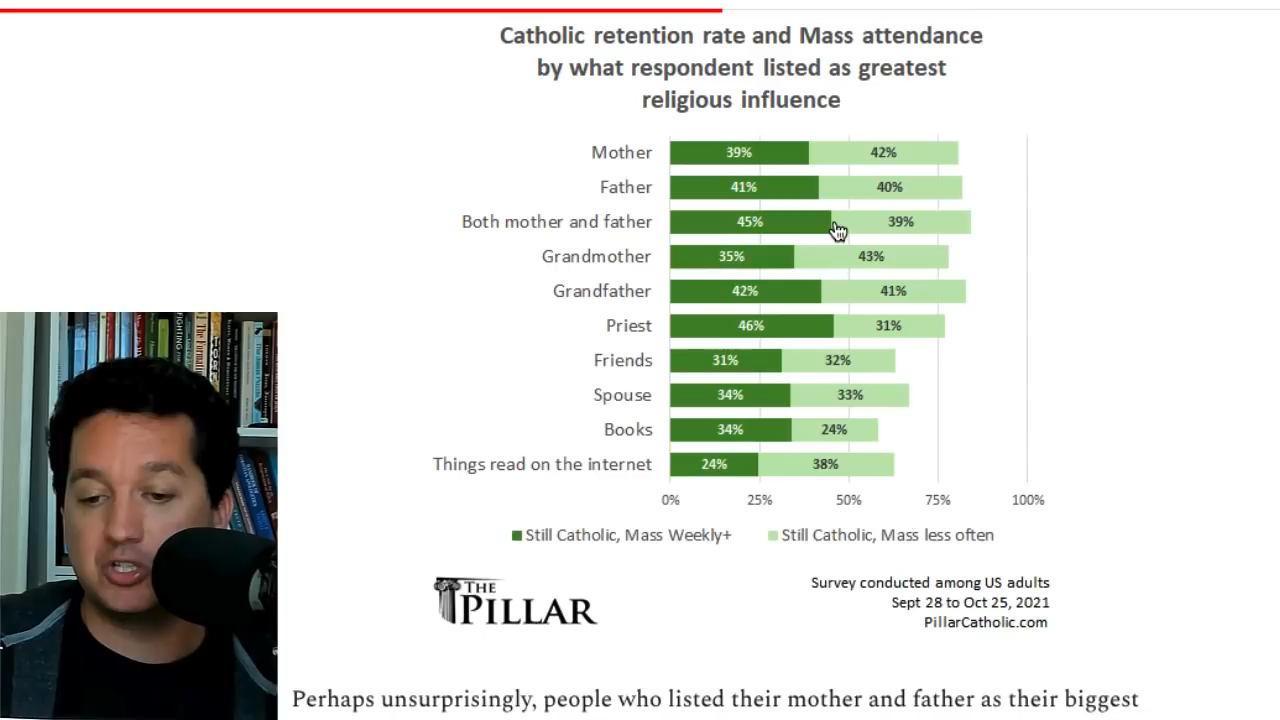 Catholic retention rate and Mass attendance
by what respondent listed as greatest
religious influence
Mother 39% 42%
Father 41% 40%
Both mother and father 45% 39%
Grandmother 35% 43%
Grandfather 42% 41%
Priest 46% 31%
Friends 31% 32%
Spouse 34% 33%
Books 34% 24%
Things read on the internet 24% 38%
0% 25% 50% 75% 100%
Still Catholic, Mass Weekly+ Still Catholic, Mass less often
THE
PILLAR
Survey conducted among US adults
Sept 28 to Oct 25, 2021
PillarCatholic.com
FIGHTING
Perhaps unsurprisingly, people who listed their mother and father as their biggest